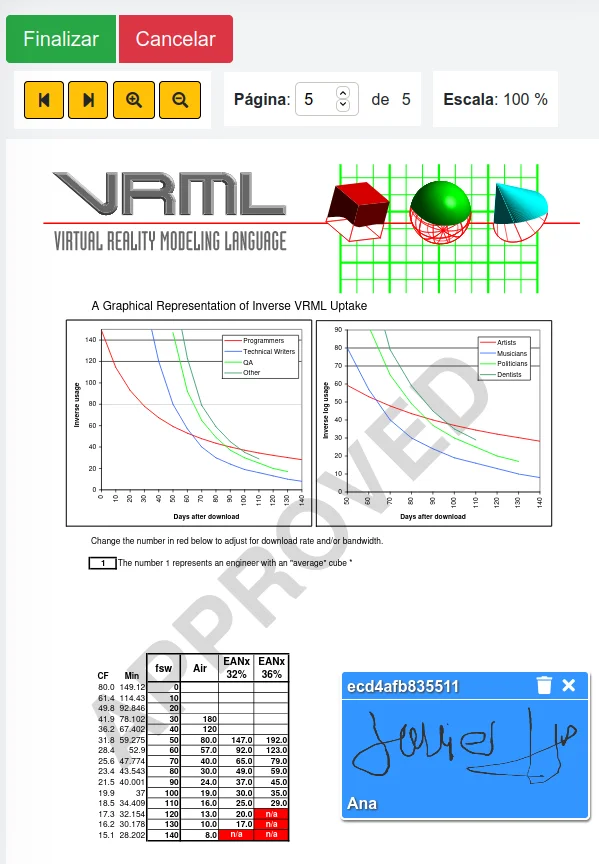 Finalizar Cancelar
Página: 5 de 5 Escala: 100 %
VRML
VIRTUAL REALITY MODELING LANGUAGE
A Graphical Representation of Inverse VRML Uptake
Inverse usage
140
120
100
80
60
40
20
0
Programmers
Technical Writers
QA
Other
0 10 20 30 40 50 60 70 80 90 100 110 120 130 140
Days after download
Inverse log usage
90
80
70
60
50
40
30
20
10
0
Artists
Musicians
Politicians
Dentists
50 60 70 80 90 100 110 120 130 140
Days after download
APPROVED
Change the number in red below to adjust for download rate and/or bandwidth.
1 The number 1 represents an engineer with an "average" cube *
CF Min fsw Air EANx 32% EANx 36%
80.0 149.12 0
61.4 114.43 10
49.8 92.846 20
41.9 78.102 30 180
36.2 67.402 40 120
31.8 59.275 50 80.0 147.0 192.0
28.4 52.9 60 57.0 92.0 123.0
25.6 47.774 70 40.0 65.0 79.0
23.4 43.543 80 30.0 49.0 59.0
21.5 40.001 90 24.0 37.0 45.0
19.9 37 100 19.0 30.0 35.0
18.5 34.409 110 16.0 25.0 29.0
17.3 32.154 120 13.0 20.0 n/a
16.2 30.178 130 10.0 17.0 n/a
15.1 28.202 140 8.0 n/a n/a
ecd4afb835511
Ana